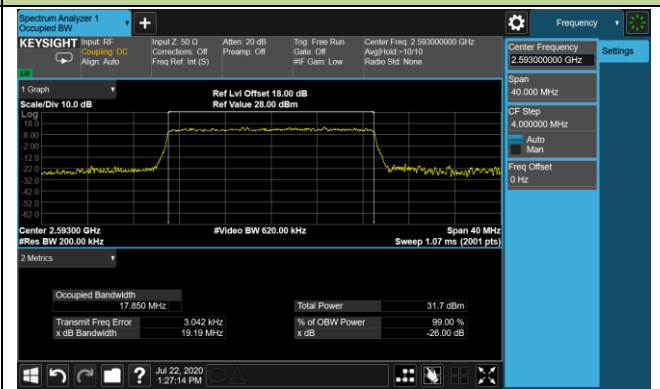 Spectrum Analyzer 1
Occupied BW
Frequency
KEYSIGHT
Input: RF
Coupling: DC
Align: Auto
Input Z: 50 Ω
Corrections: Off
Freq Ref: Int (S)
Atten: 20 dB
Preamp: Off
Trig: Free Run
Gate: Off
#IF Gain: Low
Center Freq: 2.593000000 GHz
Avg|Hold:>10/10
Radio Std: None
1 Graph
Scale/Div 10.0 dB
Ref Lvl Offset 18.00 dB
Ref Value 28.00 dBm
Log
18.0
8.00
-2.00
-12.0
-22.0
-32.0
-42.0
-52.0
-62.0
Center 2.59300 GHz
#Res BW 200.00 kHz
#Video BW 620.00 kHz
Span 40 MHz
Sweep 1.07 ms (2001 pts)
2 Metrics
Occupied Bandwidth
17.850 MHz
Total Power 31.7 dBm
Transmit Freq Error 3.042 kHz
% of OBW Power 99.00 %
x dB Bandwidth 19.19 MHz
x dB -26.00 dB
Center Frequency
2.593000000 GHz
Settings
Span
40.000 MHz
CF Step
4.000000 MHz
Auto
Man
Freq Offset
0 Hz
Jul 22, 2020
1:27:14 PM